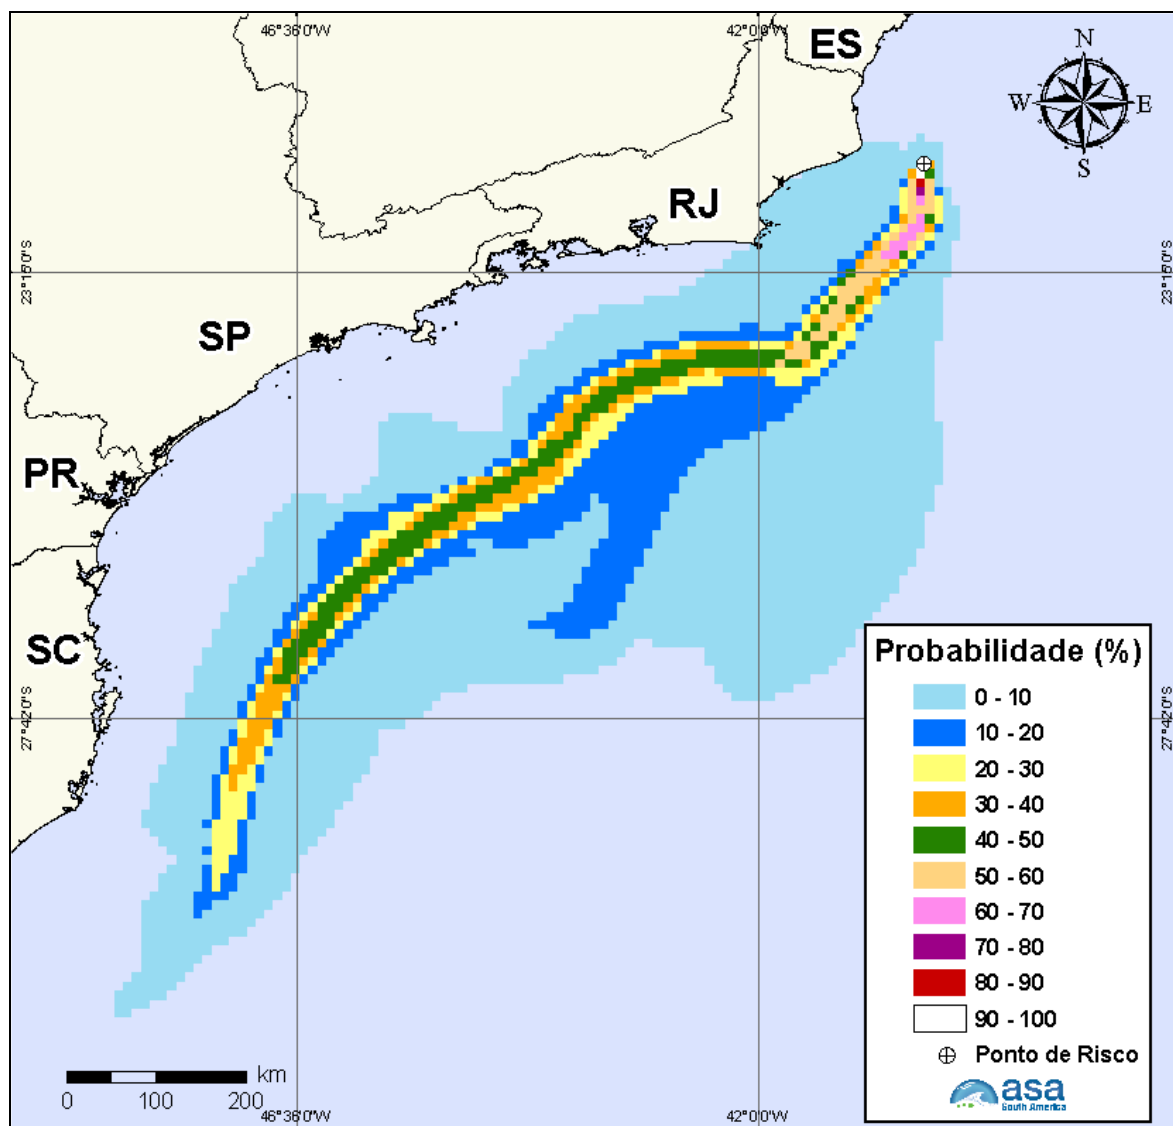 46°36'0"W
42°0'0"W
ES
N
W
E
S
RJ
23°15'0"S
23°15'0"S
SP
PR
SC
27°42'0"S
27°42'0"S
Probabilidade (%)
0 - 10
10 - 20
20 - 30
30 - 40
40 - 50
50 - 60
60 - 70
70 - 80
80 - 90
90 - 100
Ponto de Risco
asa
South America
km
0 100 200
46°36'0"W
42°0'0"W